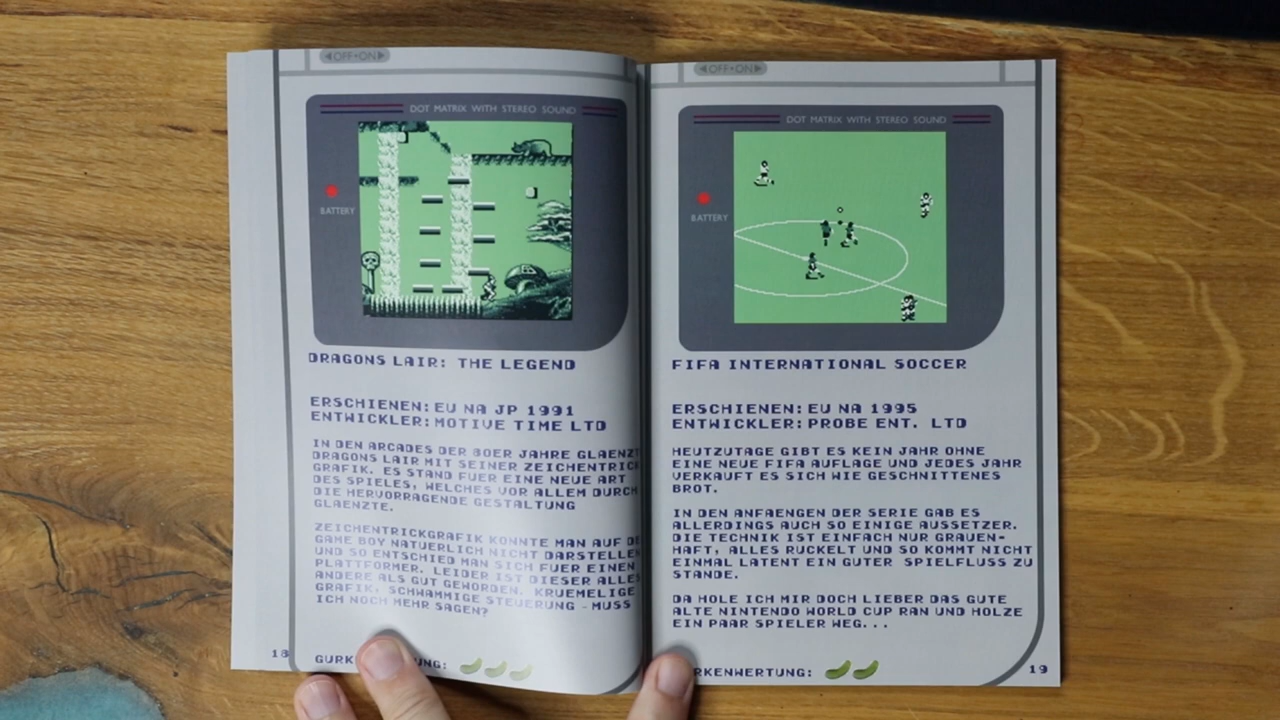 ◄OFF•ON►
DOT MATRIX WITH STEREO SOUND
BATTERY
DRAGONS LAIR: THE LEGEND
ERSCHIENEN: EU NA JP 1991
ENTWICKLER: MOTIVE TIME LTD
IN DEN ARCADES DER 80ER JAHRE GLAENZT
DRAGONS LAIR MIT SEINER ZEICHENTRICK
GRAFIK. ES STAND FUER EINE NEUE ART
DES SPIELES, WELCHES VOR ALLEM DURCH
DIE HERVORRAGENDE GESTALTUNG
GLAENZTE.
ZEICHENTRICKGRAFIK KONNTE MAN AUF DE
GAME BOY NATUERLICH NICHT DARSTELLEN
UND SO ENTSCHIED MAN SICH FUER EINEN
PLATTFORMER. LEIDER IST DIESER ALLES
ANDERE ALS GUT GEWORDEN. KRUEMELIGE
GRAFIK, SCHWAMMIGE STEUERUNG - MUSS
ICH NOCH MEHR SAGEN?
18
◄OFF•ON►
DOT MATRIX WITH STEREO SOUND
BATTERY
FIFA INTERNATIONAL SOCCER
ERSCHIENEN: EU NA 1995
ENTWICKLER: PROBE ENT. LTD
HEUTZUTAGE GIBT ES KEIN JAHR OHNE
EINE NEUE FIFA AUFLAGE UND JEDES JAHR
VERKAUFT ES SICH WIE GESCHNITTENES
BROT.
IN DEN ANFAENGEN DER SERIE GAB ES
ALLERDINGS AUCH SO EINIGE AUSSETZER.
DIE TECHNIK IST EINFACH NUR GRAUEN-
HAFT, ALLES RUCKELT UND SO KOMMT NICHT
EINMAL LATENT EIN GUTER SPIELFLUSS ZU
STANDE.
DA HOLE ICH MIR DOCH LIEBER DAS GUTE
ALTE NINTENDO WORLD CUP RAN UND HOLZE
EIN PAAR SPIELER WEG...
RKENWERTUNG:
19